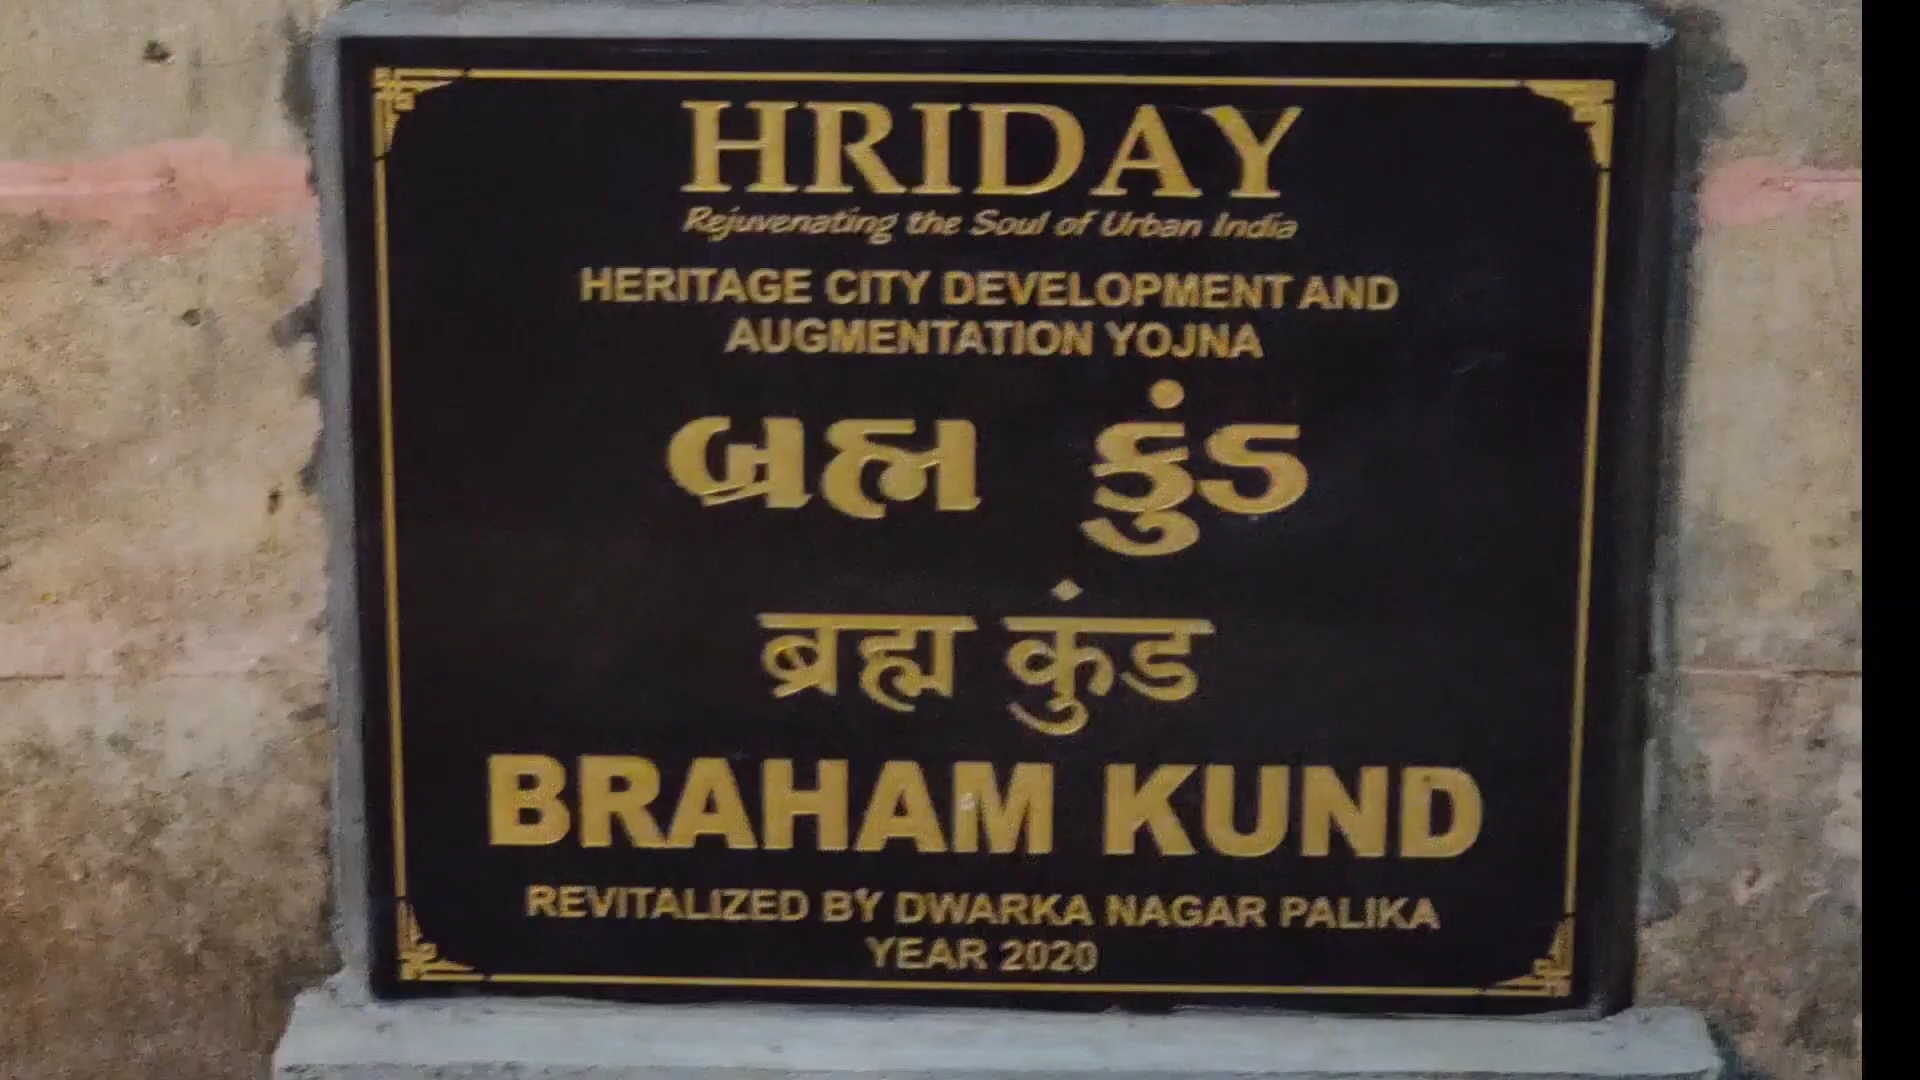 HRIDAY
Rejuvenating the Soul of Urban India
HERITAGE CITY DEVELOPMENT AND
AUGMENTATION YOJNA
બ્રહ્મ કુંડ
ब्रह्म कुंड
BRAHAM KUND
REVITALIZED BY DWARKA NAGAR PALIKA
YEAR 2020